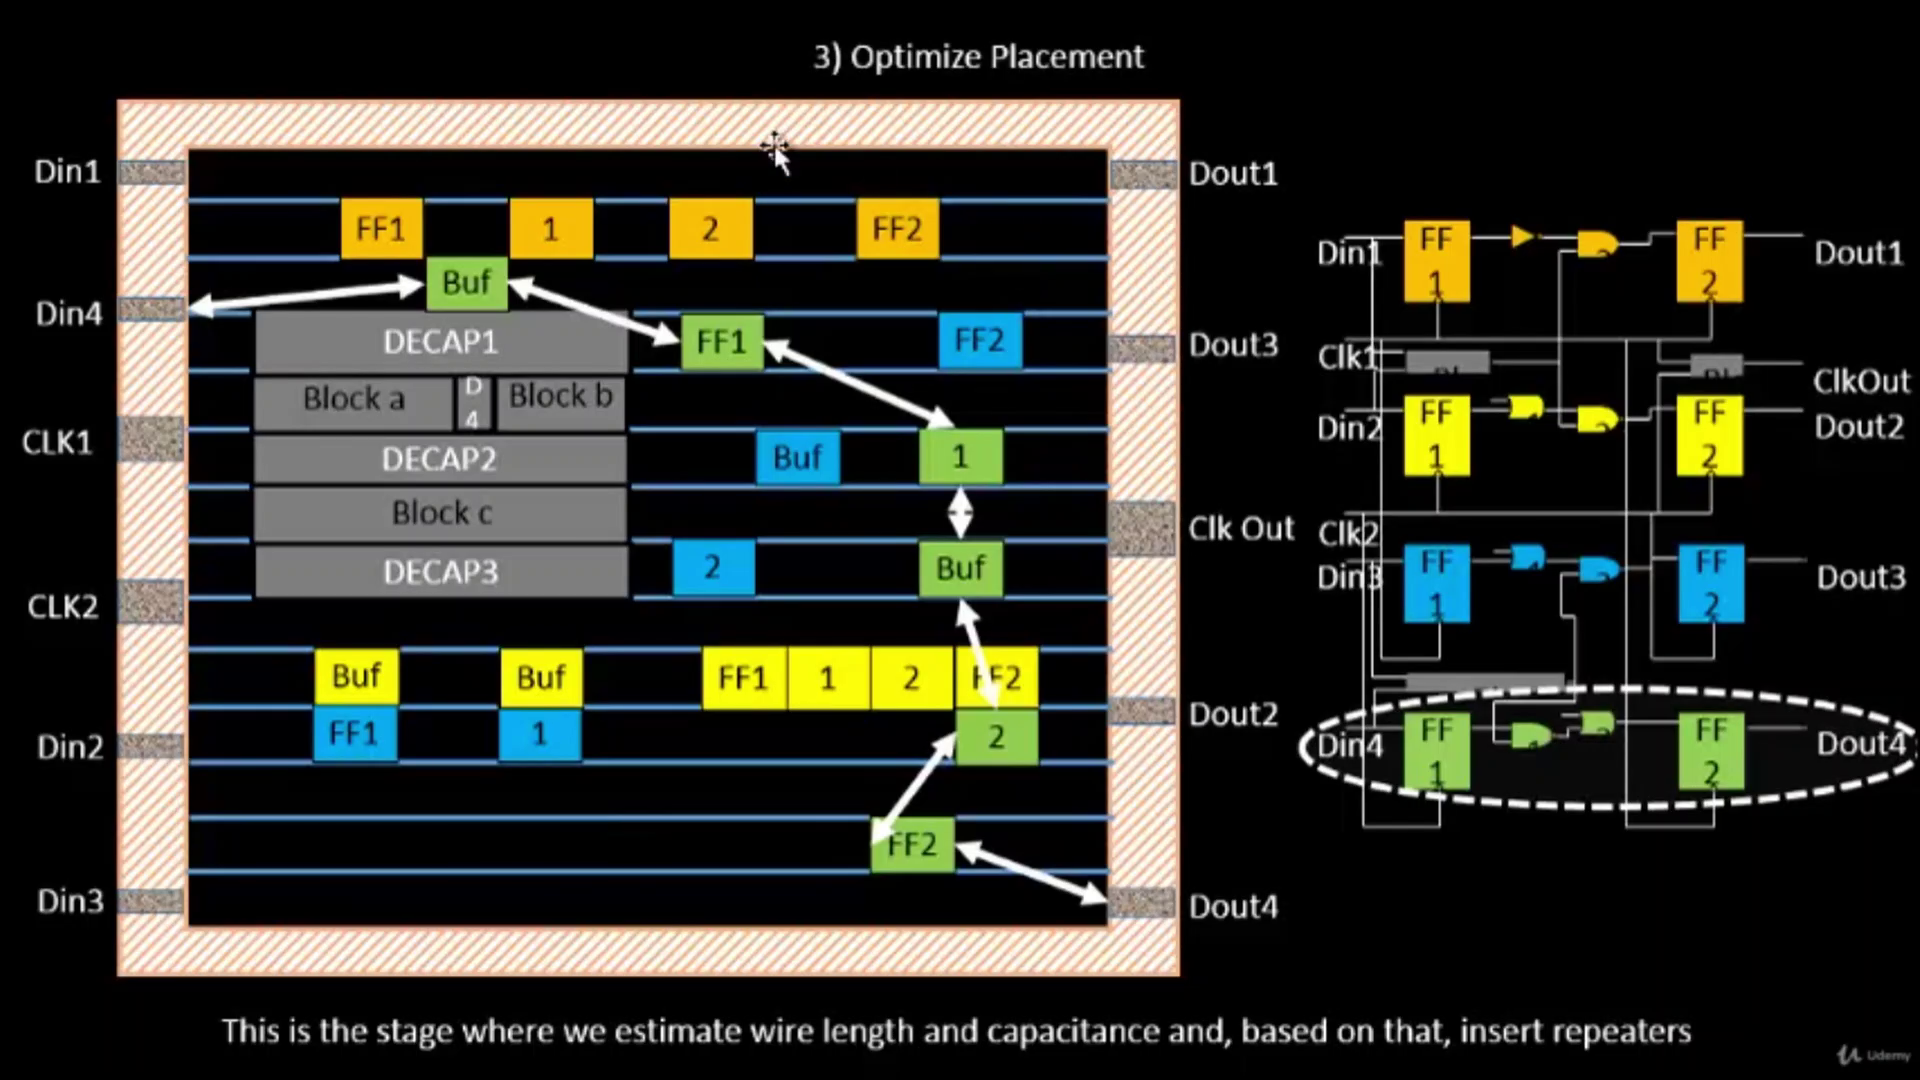 3) Optimize Placement
Din1
Dout1
FF1 1 2 FF2
Buf
Din4
DECAP1
FF1
FF2
Dout3
Block a
D
4
Block b
CLK1
DECAP2
Buf
1
Block c
Clk Out
DECAP3
2
Buf
CLK2
Buf
Buf
FF1 1 2 FF2
Dout2
FF1
1
2
Din2
FF2
Din3
Dout4
Din1
FF
1
FF
2
Dout1
Clk1
ClkOut
Din2
FF
1
FF
2
Dout2
Clk2
Din3
FF
1
FF
2
Dout3
Din4
FF
1
FF
2
Dout4
This is the stage where we estimate wire length and capacitance and, based on that, insert repeaters
Udemy